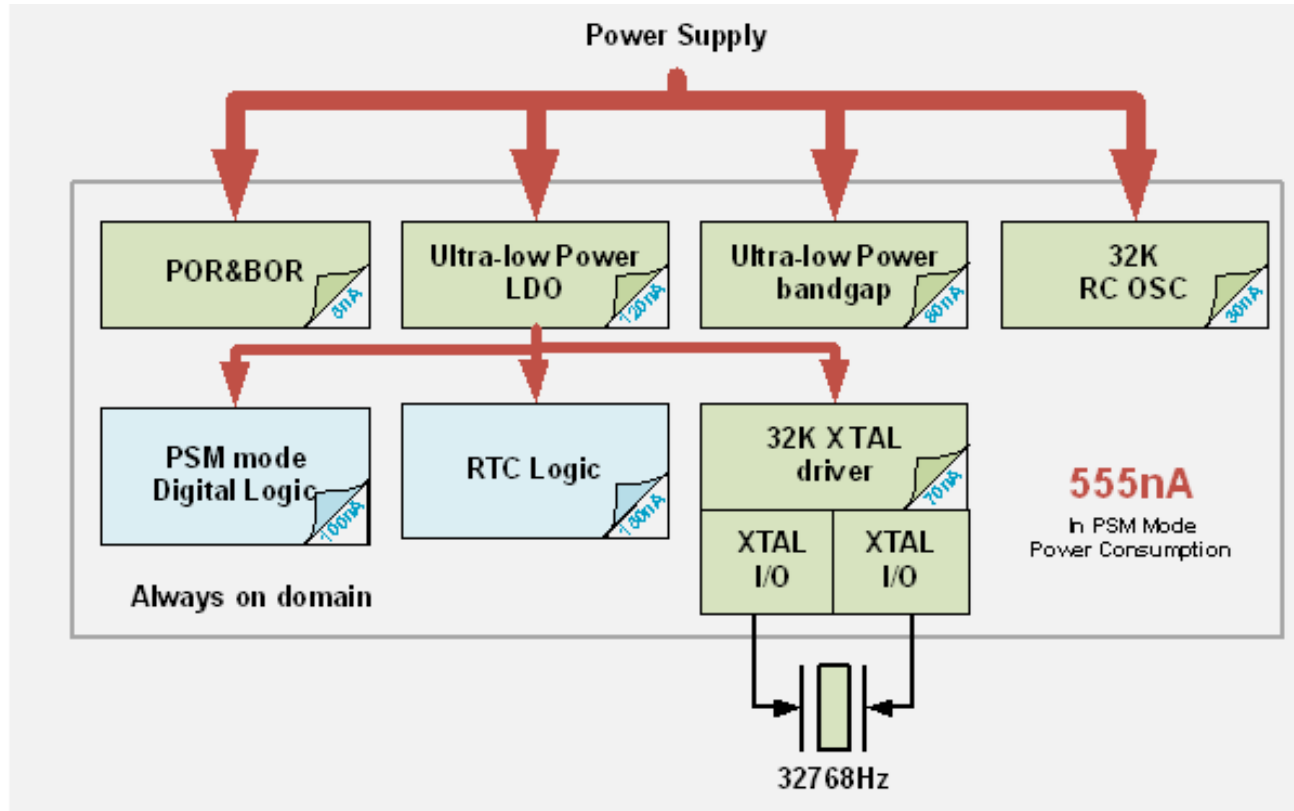 Power Supply
POR&BOR
5nA
Ultra-low Power
LDO
120nA
Ultra-low Power
bandgap
80nA
32K
RC OSC
30nA
PSM mode
Digital Logic
100nA
RTC Logic
150nA
32K XTAL
driver
70nA
XTAL
I/O
XTAL
I/O
555nA
In PSM Mode
Power Consumption
Always on domain
32768Hz